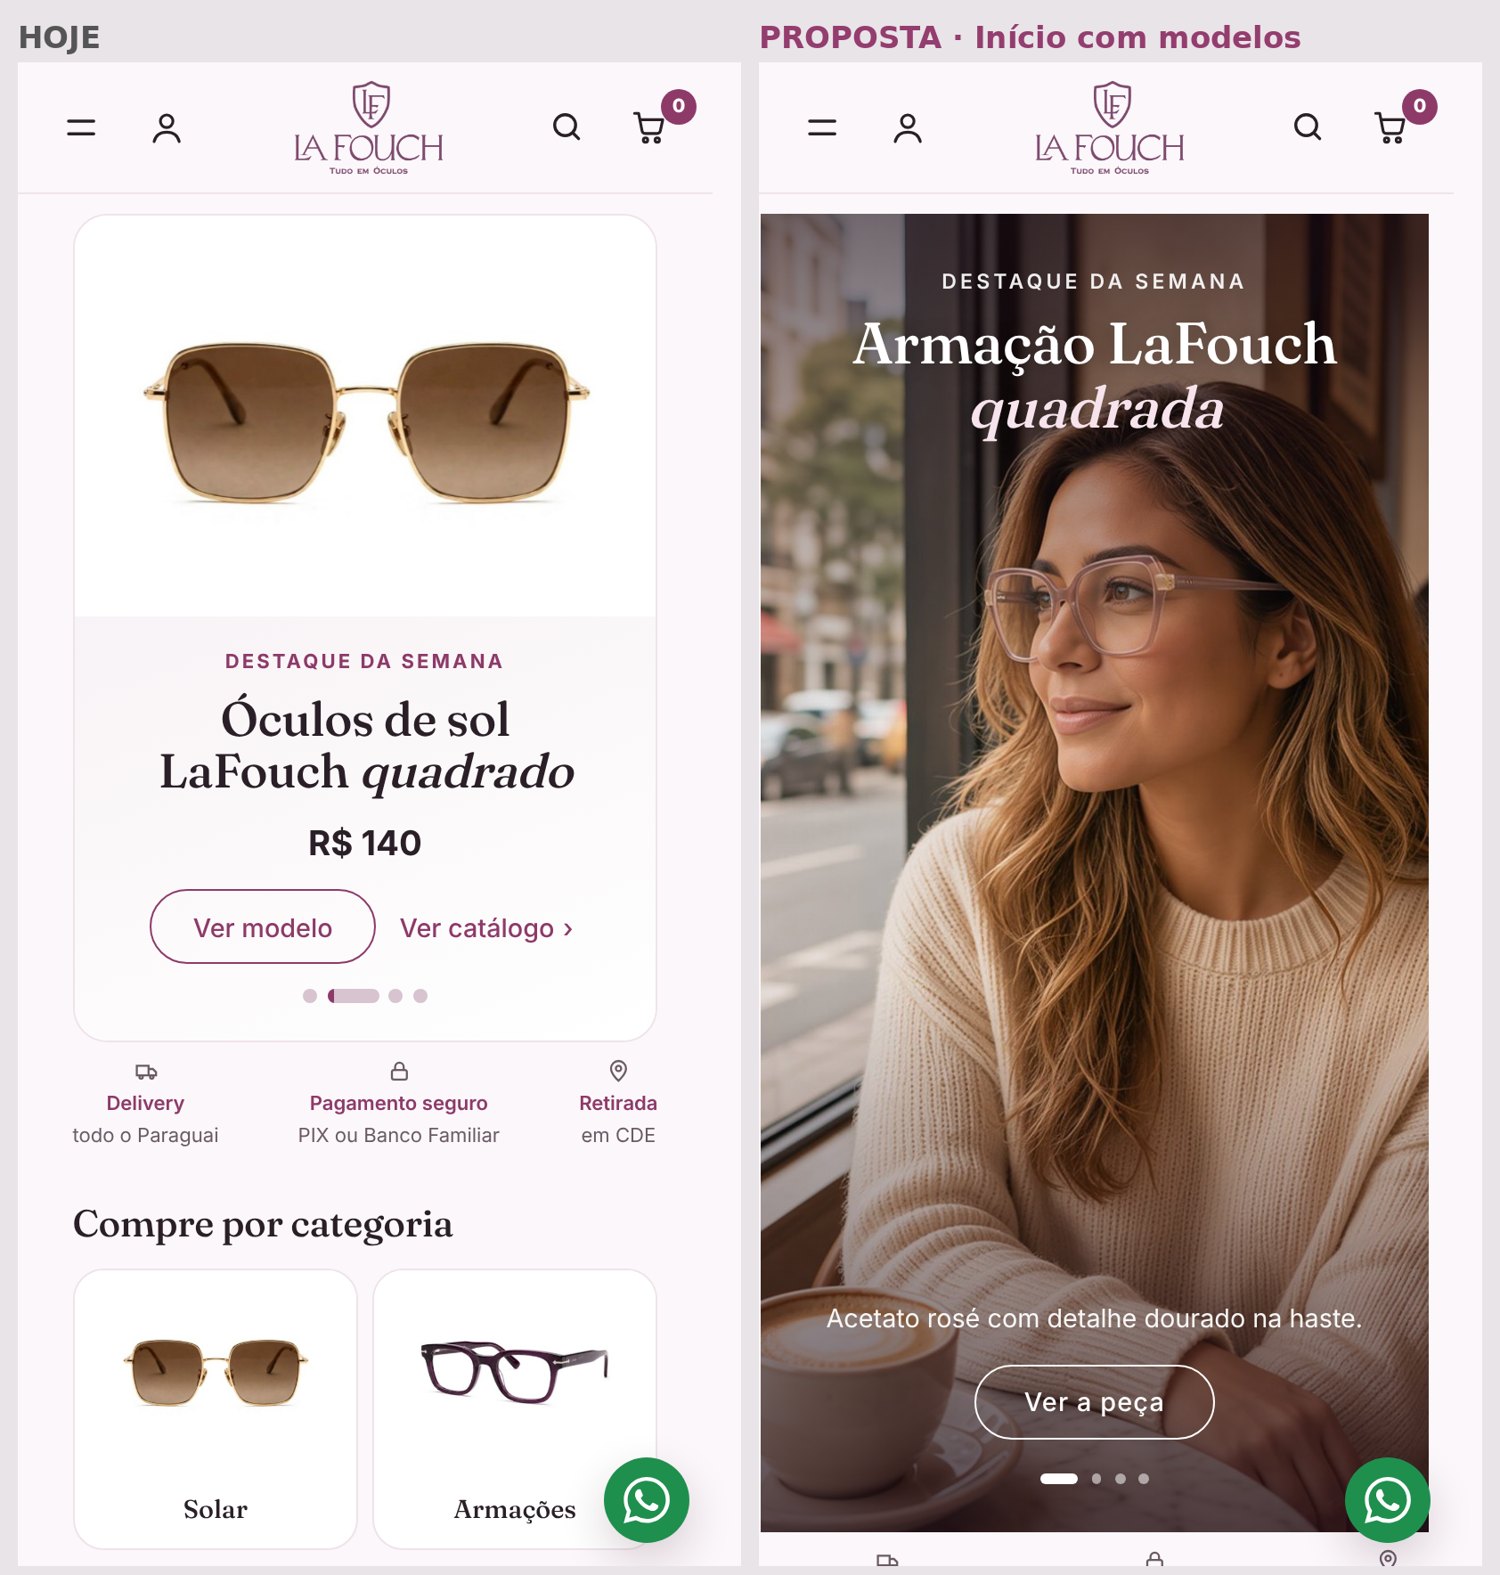 HOJE
LF
LA FOUCH
TUDO EM ÓCULOS
0
DESTAQUE DA SEMANA
Óculos de sol
LaFouch quadrado
R$ 140
Ver modelo
Ver catálogo ›
Delivery
todo o Paraguai
Pagamento seguro
PIX ou Banco Familiar
Retirada
em CDE
Compre por categoria
Solar
Armações
PROPOSTA · Início com modelos
LF
LA FOUCH
TUDO EM ÓCULOS
0
DESTAQUE DA SEMANA
Armação LaFouch
quadrada
Acetato rosé com detalhe dourado na haste.
Ver a peça